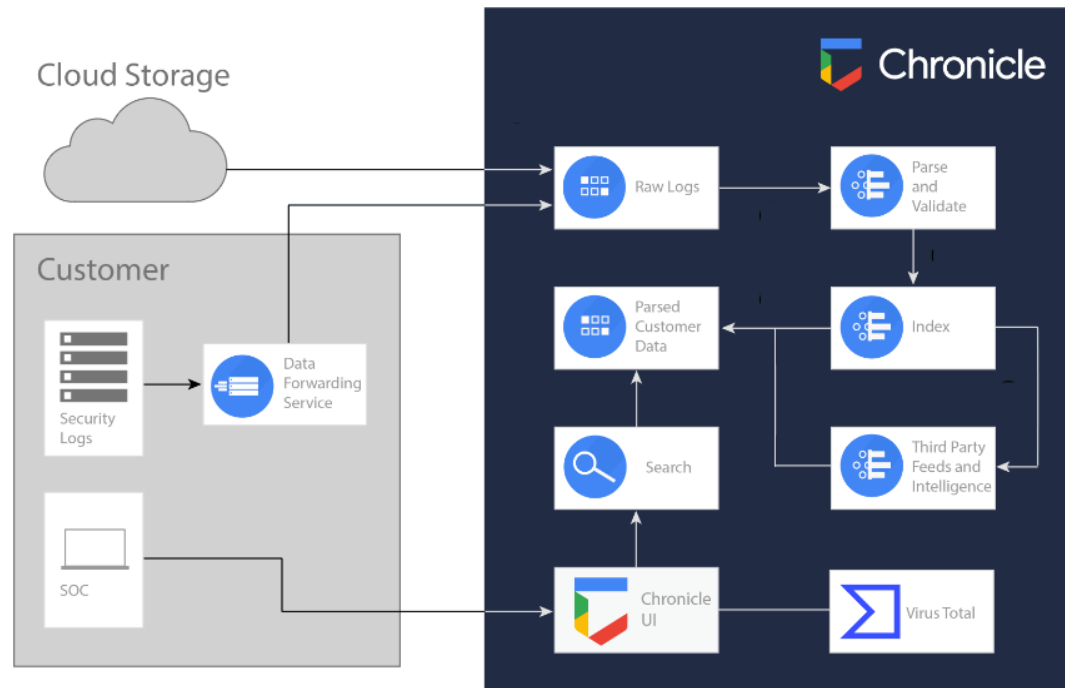 Chronicle
Cloud Storage
Raw Logs
Parse
and
Validate
Customer
Parsed
Customer
Data
Index
Data
Forwarding
Service
Security
Logs
Search
Third Party
Feeds and
Intelligence
SOC
Chronicle
UI
Virus Total